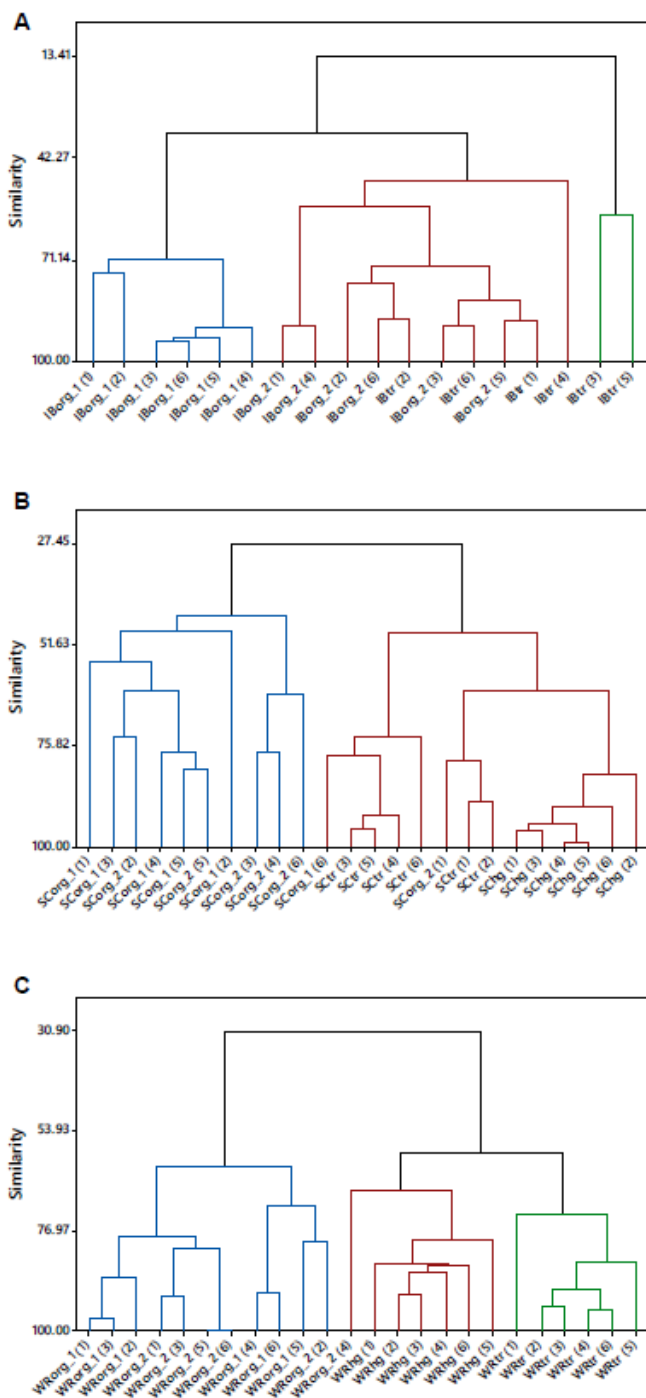 A
13.41
42.27
71.14
100.00
Similarity
IBorg_1 (1)
IBorg_1 (2)
IBorg_1 (3)
IBorg_1 (6)
IBorg_1 (5)
IBorg_1 (4)
IBorg_2 (1)
IBorg_2 (4)
IBorg_2 (2)
IBorg_2 (6)
IBtr (2)
IBorg_2 (3)
IBtr (6)
IBorg_2 (5)
IBtr (1)
IBtr (4)
IBtr (3)
IBtr (5)
B
27.45
51.63
75.82
100.00
Similarity
SCorg_1 (1)
SCorg_1 (3)
SCorg_2 (2)
SCorg_1 (4)
SCorg_1 (5)
SCorg_2 (5)
SCorg_1 (2)
SCorg_2 (3)
SCorg_2 (4)
SCorg_2 (6)
SCorg_1 (6)
SCtr (3)
SCtr (5)
SCtr (4)
SCtr (6)
SCorg_2 (1)
SCtr (1)
SCtr (2)
SChg (1)
SChg (3)
SChg (4)
SChg (5)
SChg (6)
SChg (2)
C
30.90
53.93
76.97
100.00
Similarity
WRorg_1 (1)
WRorg_1 (3)
WRorg_1 (2)
WRorg_2 (1)
WRorg_2 (3)
WRorg_2 (5)
WRorg_2 (6)
WRorg_1 (4)
WRorg_1 (6)
WRorg_1 (5)
WRorg_2 (2)
WRorg_2 (4)
WRhg (1)
WRhg (2)
WRhg (3)
WRhg (4)
WRhg (6)
WRhg (5)
WRtr (1)
WRtr (2)
WRtr (3)
WRtr (4)
WRtr (6)
WRtr (5)